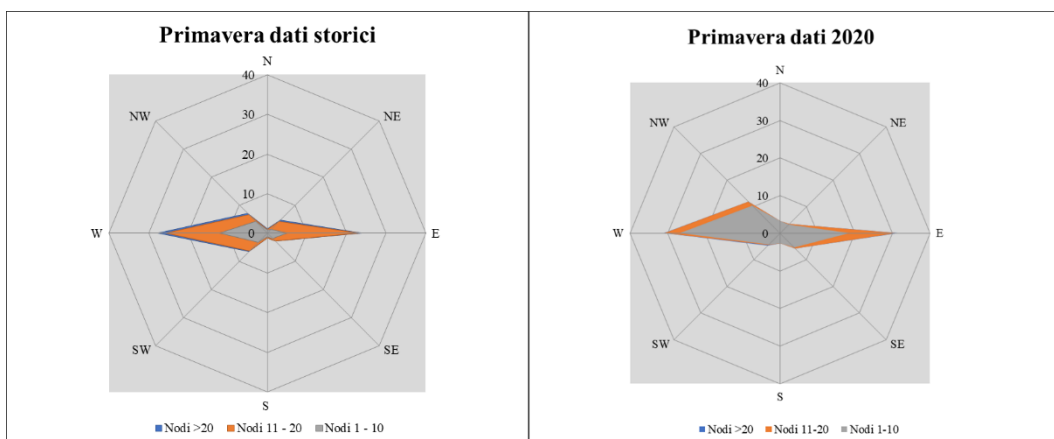 Primavera dati storici
N
40
NW
NE
30
20
10
W
0
E
SW
SE
S
Nodi >20 Nodi 11 - 20 Nodi 1 - 10
Primavera dati 2020
N
40
NW
NE
30
20
10
W
0
E
SW
SE
S
Nodi >20 Nodi 11-20 Nodi 1-10